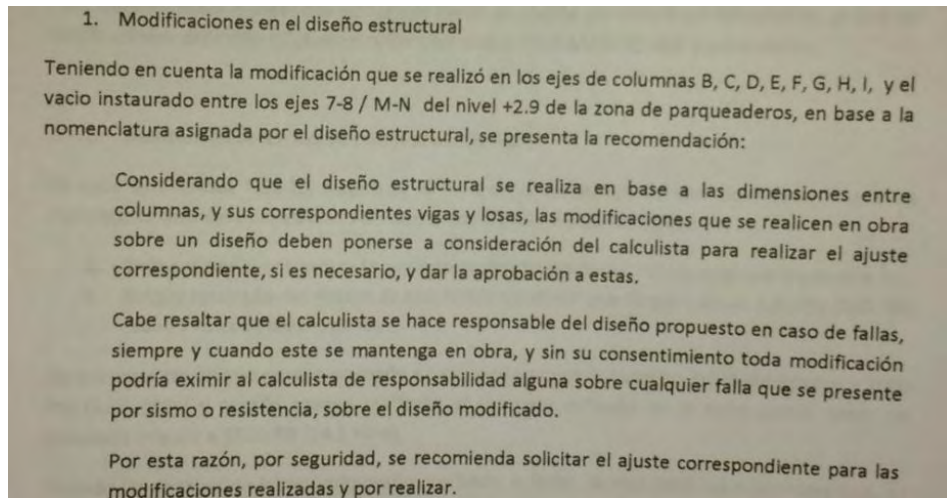 1. Modificaciones en el diseño estructural
Teniendo en cuenta la modificación que se realizó en los ejes de columnas B, C, D, E, F, G, H, I, y el
vacio instaurado entre los ejes 7-8 / M-N del nivel +2.9 de la zona de parqueaderos, en base a la
nomenclatura asignada por el diseño estructural, se presenta la recomendación:
Considerando que el diseño estructural se realiza en base a las dimensiones entre
columnas, y sus correspondientes vigas y losas, las modificaciones que se realicen en obra
sobre un diseño deben ponerse a consideración del calculista para realizar el ajuste
correspondiente, si es necesario, y dar la aprobación a estas.
Cabe resaltar que el calculista se hace responsable del diseño propuesto en caso de fallas,
siempre y cuando este se mantenga en obra, y sin su consentimiento toda modificación
podría eximir al calculista de responsabilidad alguna sobre cualquier falla que se presente
por sismo o resistencia, sobre el diseño modificado.
Por esta razón, por seguridad, se recomienda solicitar el ajuste correspondiente para las
modificaciones realizadas y por realizar.